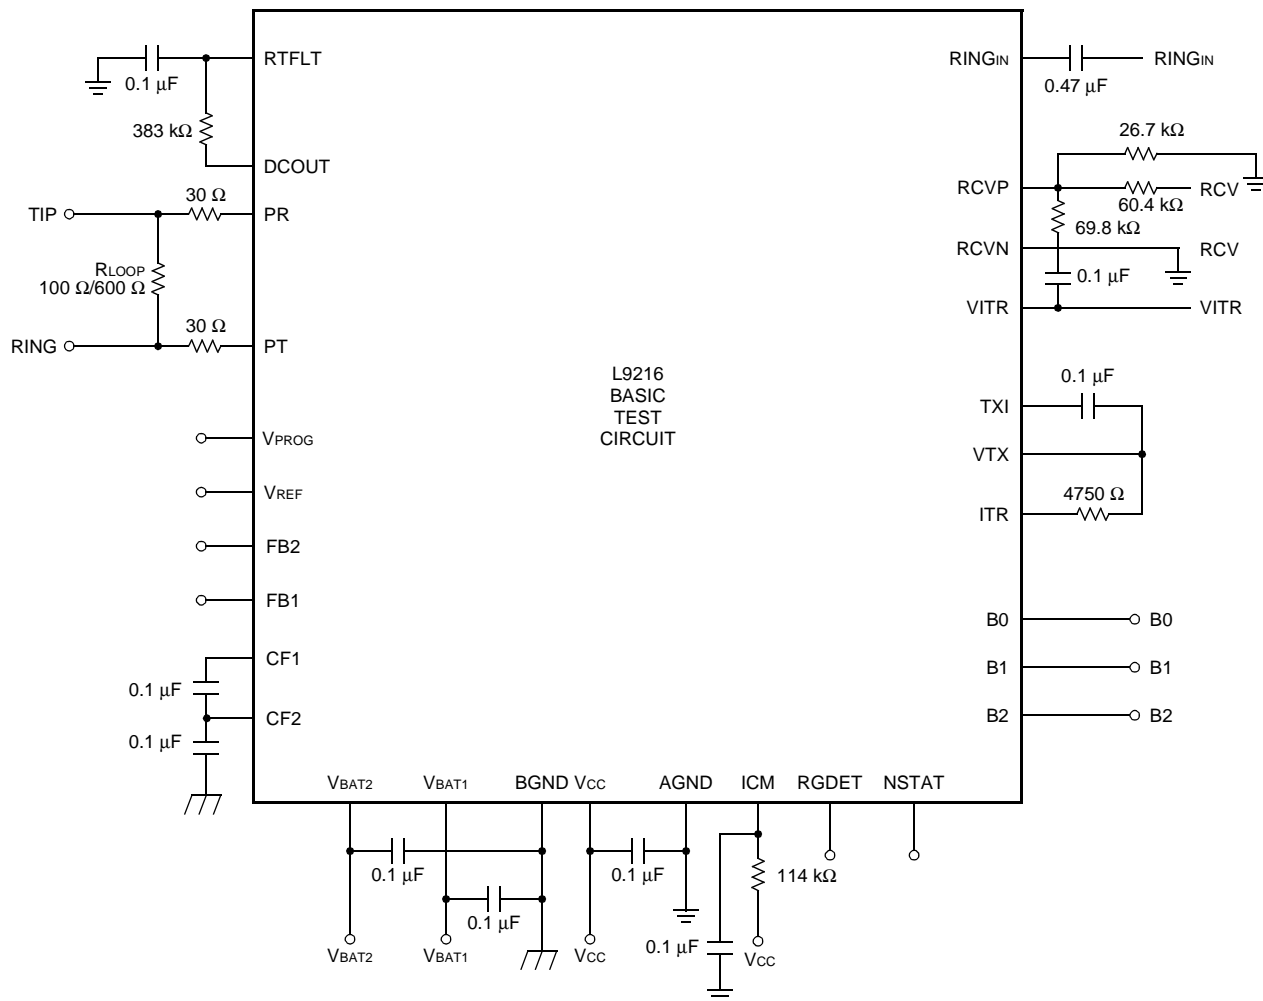 RTFLT
0.1 µF
383 kΩ
DCOUT
30 Ω
TIP
PR
RLOOP
100 Ω/600 Ω
30 Ω
RING
PT
VPROG
VREF
FB2
FB1
CF1
0.1 µF
CF2
0.1 µF
L9216
BASIC
TEST
CIRCUIT
RINGIN
RINGIN
0.47 µF
26.7 kΩ
RCVP
RCV
60.4 kΩ
69.8 kΩ
RCVN
RCV
0.1 µF
VITR
VITR
0.1 µF
TXI
VTX
4750 Ω
ITR
B0
B0
B1
B1
B2
B2
VBAT2
VBAT1
BGND
VCC
AGND
ICM
RGDET
NSTAT
0.1 µF
0.1 µF
114 kΩ
0.1 µF
0.1 µF
VBAT2
VBAT1
VCC
VCC